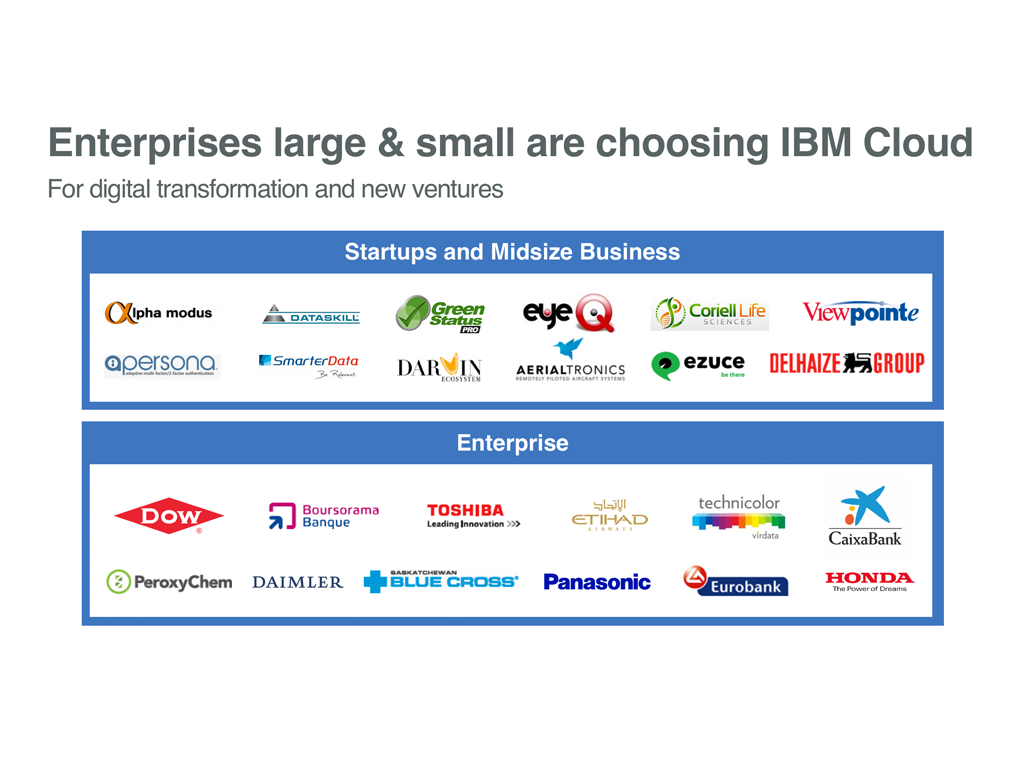 Enterprises large & small are choosing IBM Cloud
For digital transformation and new ventures
Startups and Midsize Business
Alpha modus
DATASKILL
Green
Status
PRO
eyeQ
Coriell Life
SCIENCES
Viewpointe
apersona
adaptive multi-factor/2-factor authentication
SmarterData
Be Relevant.
DARWIN
ECOSYSTEM
AERIALTRONICS
REMOTELY PILOTED AIRCRAFT SYSTEMS
ezuce
be there
DELHAIZE GROUP
Enterprise
DOW
®
Boursorama
Banque
TOSHIBA
Leading Innovation >>>
الإتحاد
ETIHAD
AIRWAYS
technicolor
virdata
CaixaBank
PeroxyChem
DAIMLER
SASKATCHEWAN
BLUE CROSS®
Panasonic
Eurobank
HONDA
The Power of Dreams